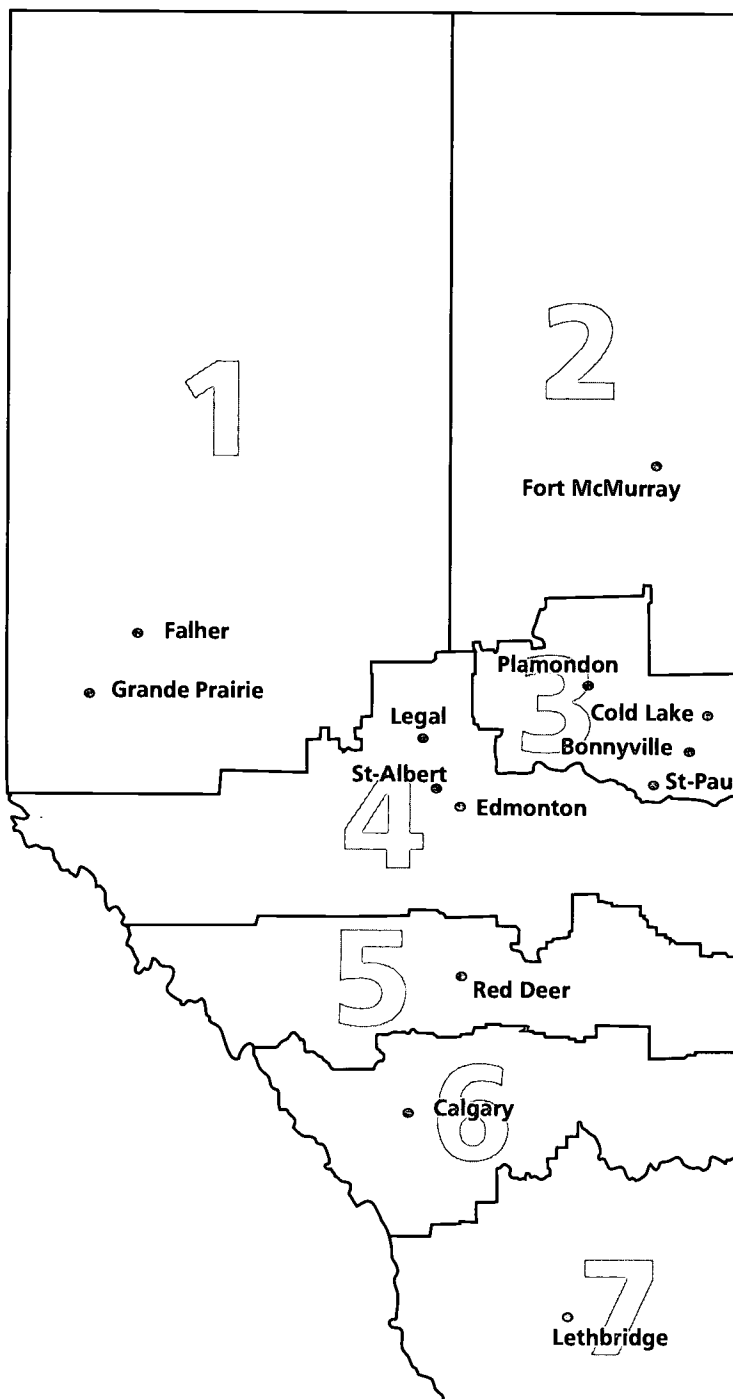 2
1
Fort McMurray
Falher
Plamondon
Grande Prairie
3
Cold Lake
Legal
Bonnyville
St-Albert
St-Pau
4
Edmonton
5
Red Deer
6
Calgary
7
Lethbridge